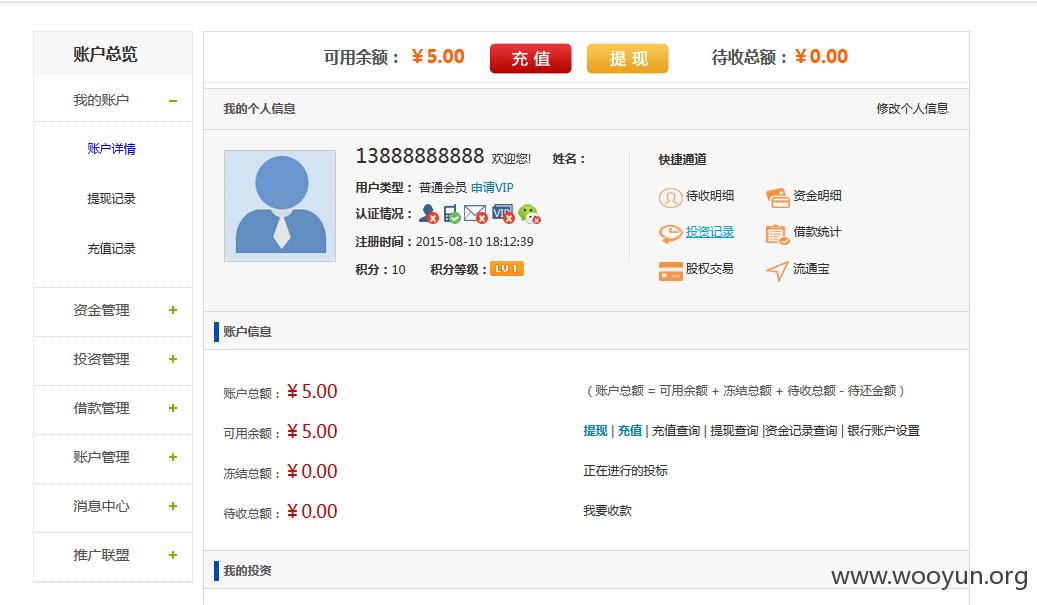 账户总览
我的账户 −
账户详情
提现记录
充值记录
资金管理 +
投资管理 +
借款管理 +
账户管理 +
消息中心 +
推广联盟 +
可用余额： ￥5.00 充值 提现 待收总额：￥0.00
我的个人信息 修改个人信息
13888888888 欢迎您! 姓名：
用户类型： 普通会员 申请VIP
认证情况： VIP
注册时间：2015-08-10 18:12:39
积分：10 积分等级： LV 1
快捷通道
待收明细 资金明细
投资记录 借款统计
股权交易 流通宝
账户信息
账户总额： ￥5.00 （ 账户总额 = 可用余额 + 冻结总额 + 待收总额 - 待还金额 ）
可用余额： ￥5.00 提现 | 充值 | 充值查询 | 提现查询 |资金记录查询 | 银行账户设置
冻结总额： ￥0.00 正在进行的投标
待收总额： ￥0.00 我要收款
我的投资
www.wooyun.org